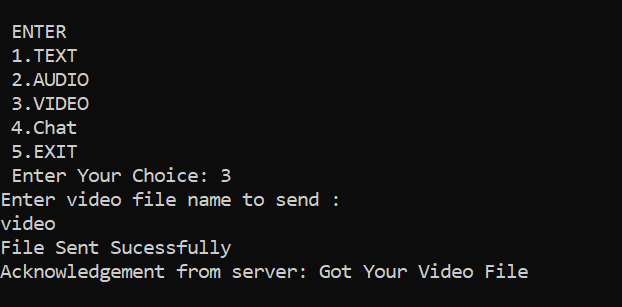 ENTER
1.TEXT
2.AUDIO
3.VIDEO
4.Chat
5.EXIT
Enter Your Choice: 3
Enter video file name to send :
video
File Sent Sucessfully
Acknowledgement from server: Got Your Video File